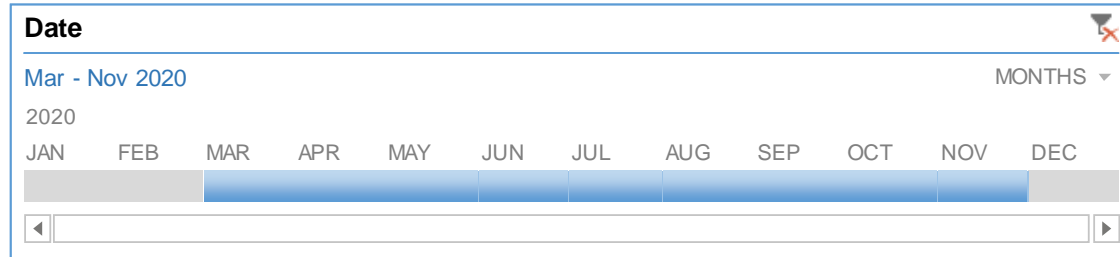 Date
Mar - Nov 2020
MONTHS
2020
JAN FEB MAR APR MAY JUN JUL AUG SEP OCT NOV DEC